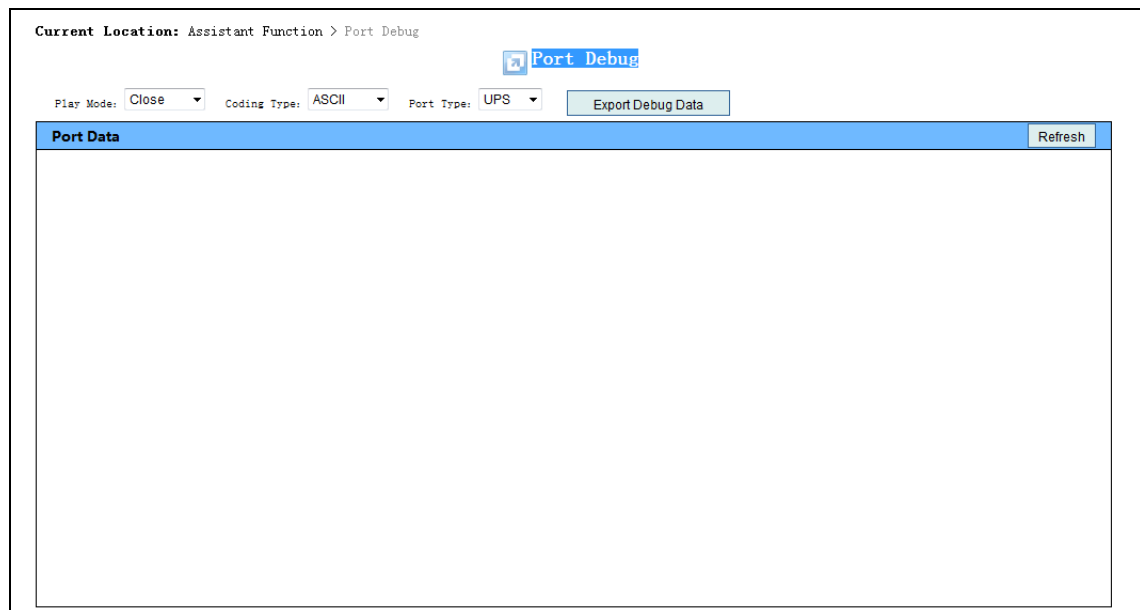 Current Location: Assistant Function > Port Debug
Port Debug
Play Mode: Close Coding Type: ASCII Port Type: UPS Export Debug Data
Port Data Refresh